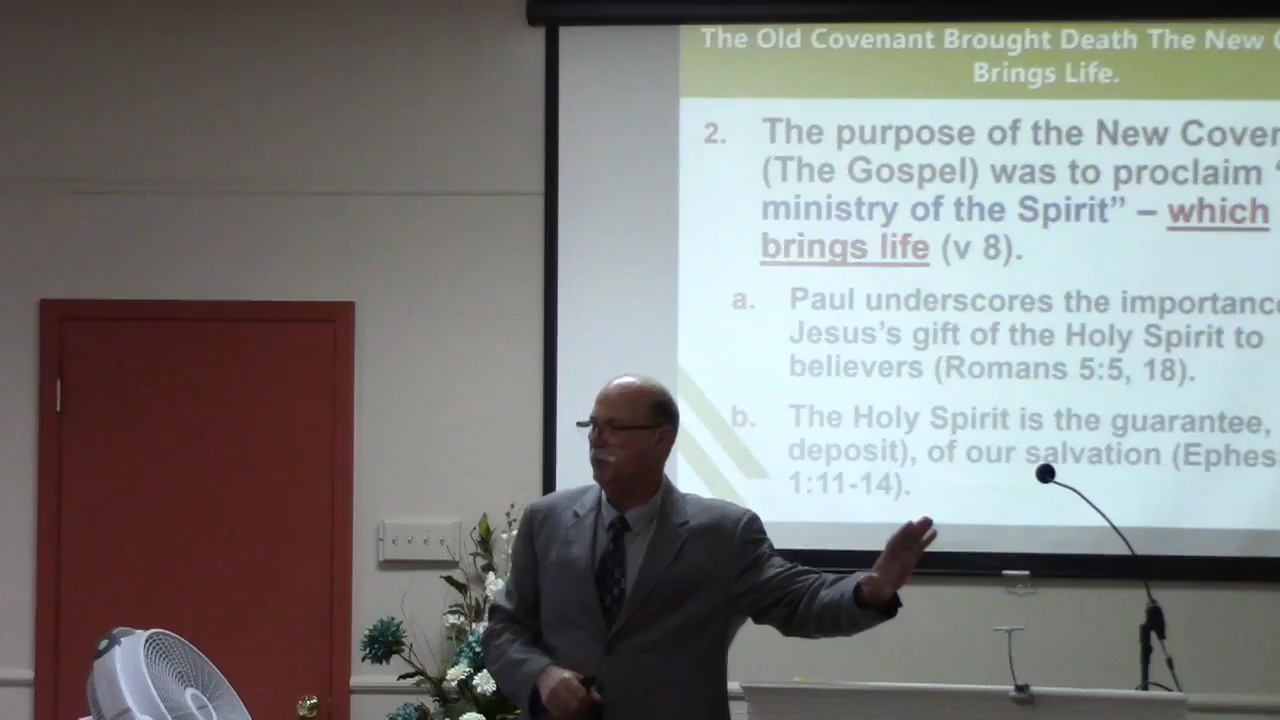 The Old Covenant Brought Death The New
Brings Life.
2. The purpose of the New Coven
(The Gospel) was to proclaim "
ministry of the Spirit" – which
brings life (v 8).
a. Paul underscores the importance
Jesus's gift of the Holy Spirit to
believers (Romans 5:5, 18).
b. The Holy Spirit is the guarantee,
deposit), of our salvation (Ephesi
1:11-14).